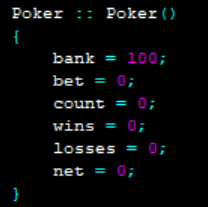 Poker :: Poker()
{
    bank = 100;
    bet = 0;
    count = 0;
    wins = 0;
    losses = 0;
    net = 0;
}